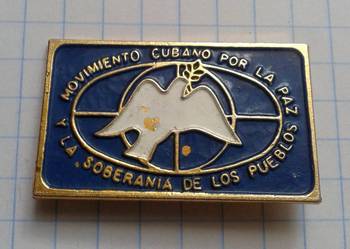 MOVIMIENTO CUBANO POR LA PAZ
Y LA SOBERANIA DE LOS PUEBLOS